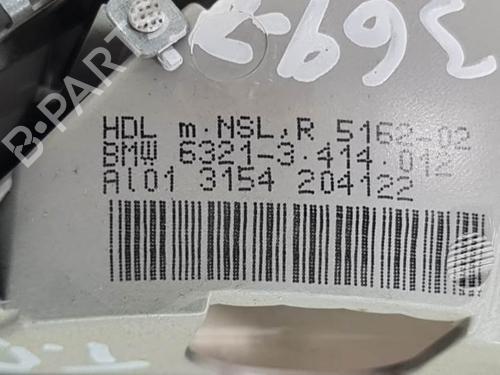 HDL m.NSL,R 5162-02
BMW 6321-3.414.012
Al01 3154 204122
B-Parts